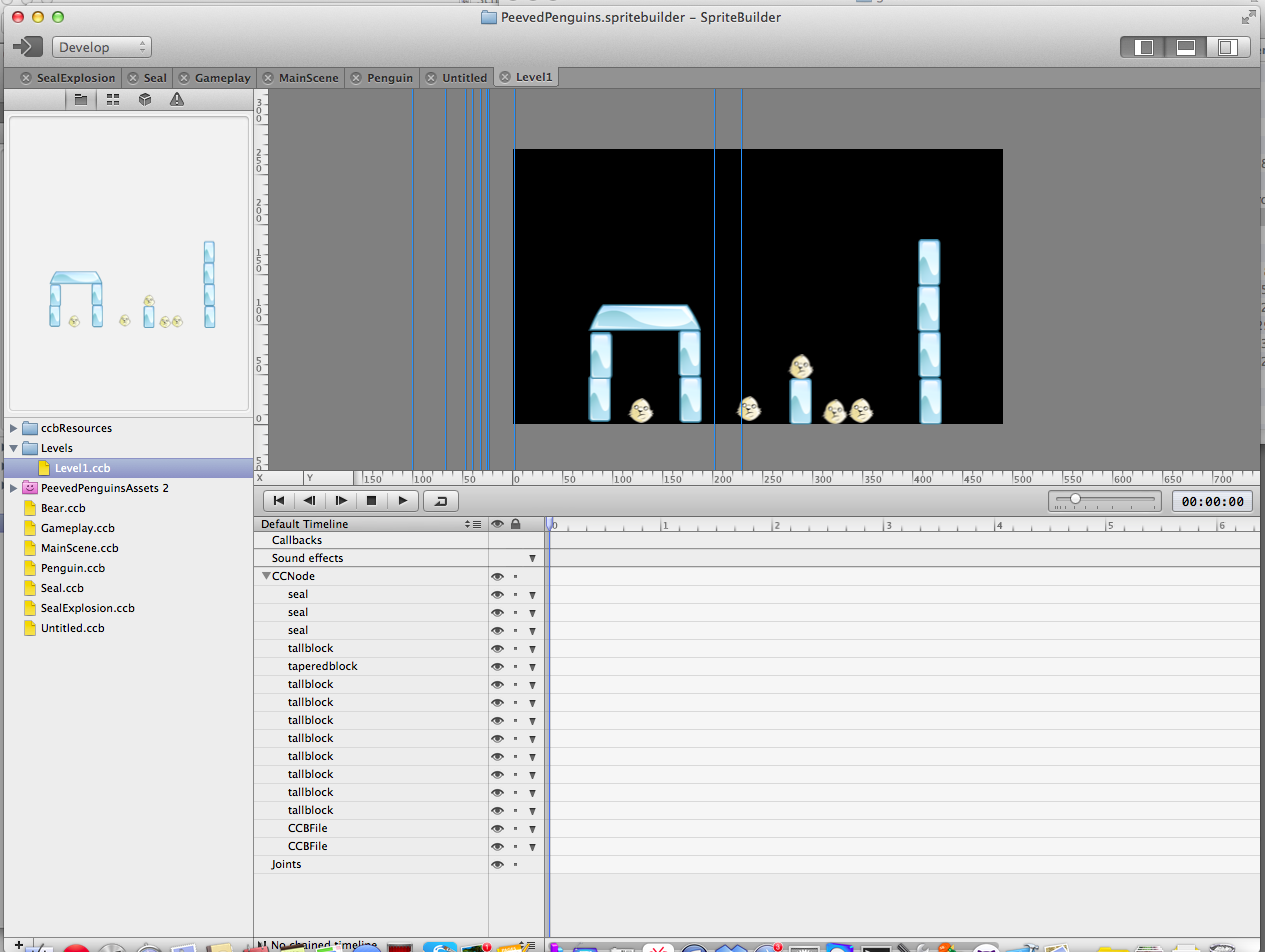 PeevedPenguins.spritebuilder – SpriteBuilder
Develop
SealExplosion Seal Gameplay MainScene Penguin Untitled Level1
300
250
200
150
100
50
0
50
X Y 150 100 50 0 50 100 150 200 250 300 350 400 450 500 550 600 650 700
ccbResources
Levels
Level1.ccb
PeevedPenguinsAssets 2
Bear.ccb
Gameplay.ccb
MainScene.ccb
Penguin.ccb
Seal.ccb
SealExplosion.ccb
Untitled.ccb
00:00:00
Default Timeline
0 1 2 3 4 5 6
Callbacks
Sound effects
CCNode
seal
seal
seal
tallblock
taperedblock
tallblock
tallblock
tallblock
tallblock
tallblock
tallblock
tallblock
tallblock
CCBFile
CCBFile
Joints
No chained timeline